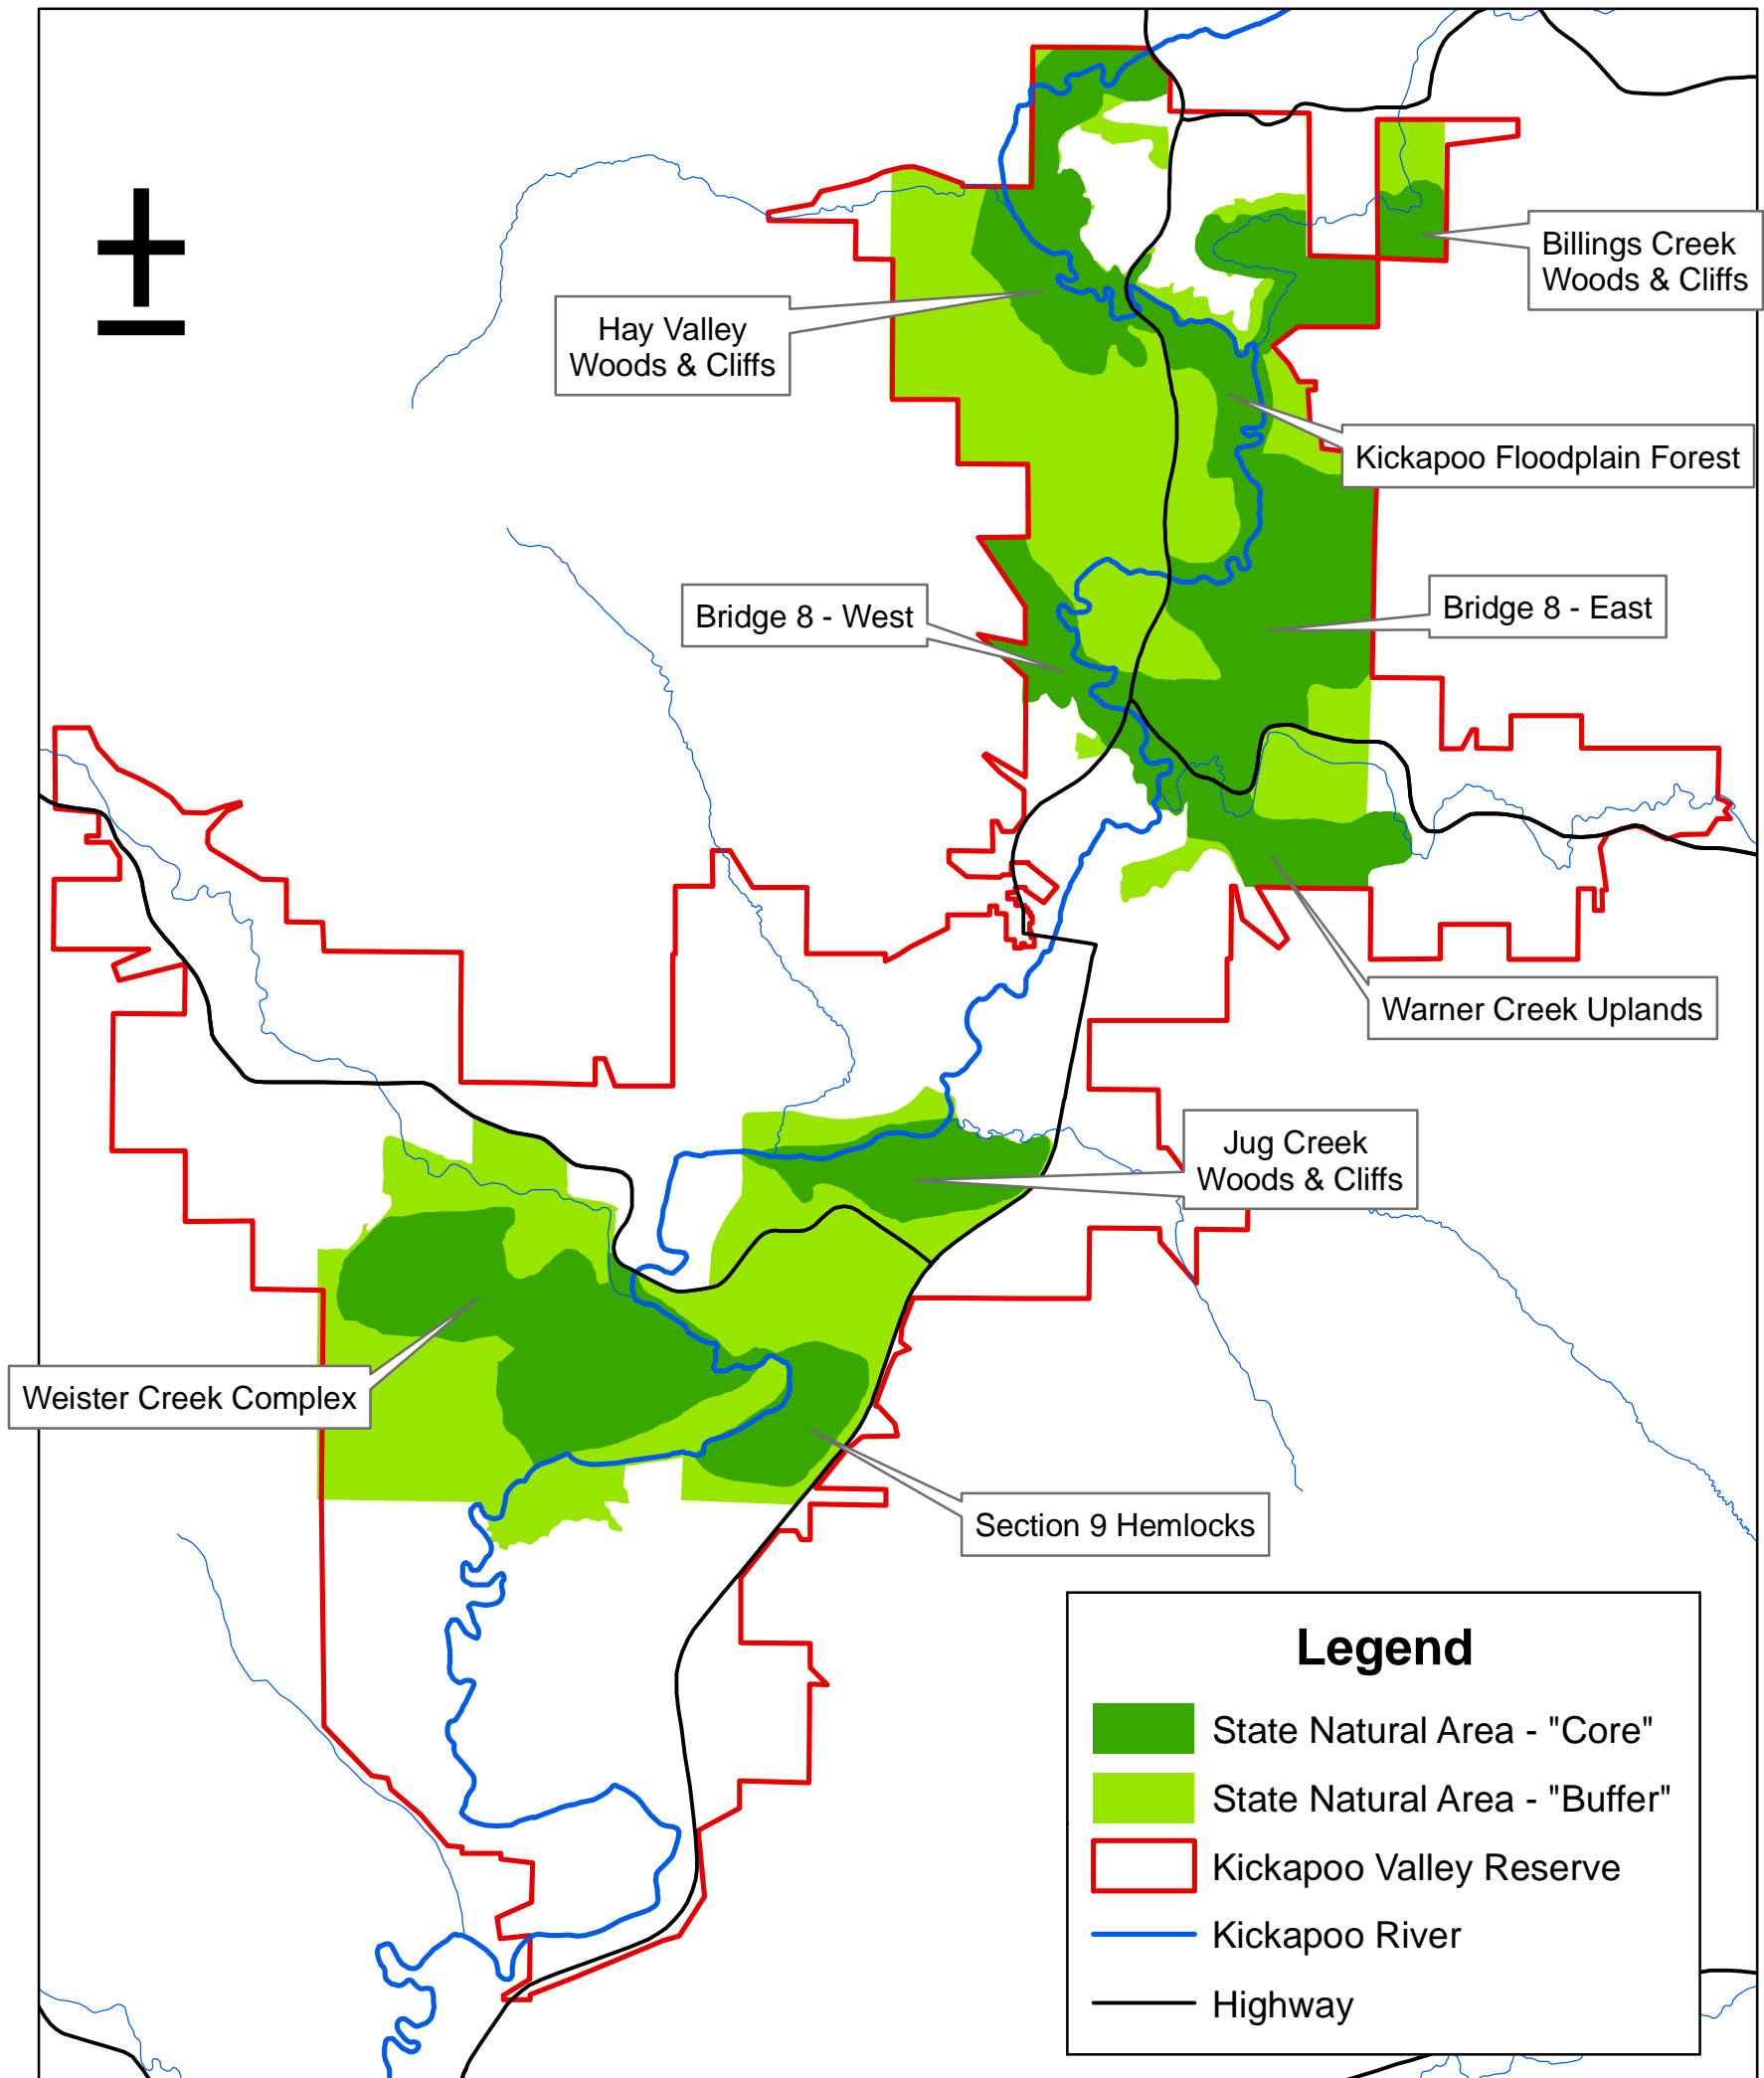 Billings Creek
Woods & Cliffs
Hay Valley
Woods & Cliffs
Kickapoo Floodplain Forest
Bridge 8 - West
Bridge 8 - East
Warner Creek Uplands
Jug Creek
Woods & Cliffs
Weister Creek Complex
Section 9 Hemlocks
Legend
State Natural Area - "Core"
State Natural Area - "Buffer"
Kickapoo Valley Reserve
Kickapoo River
Highway